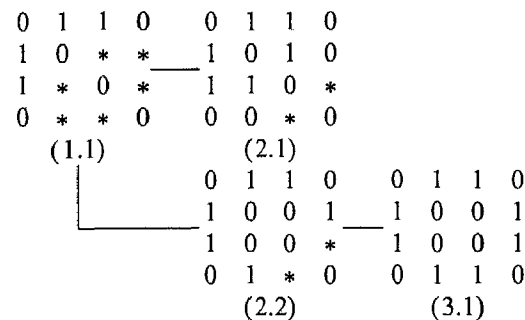 0 1 1 0 0 1 1 0
1 0 * * 1 0 1 0
1 * 0 * 1 1 0 *
0 * * 0 0 0 * 0
(1.1) (2.1)
0 1 1 0 0 1 1 0
1 0 0 1 1 0 0 1
1 0 0 * 1 0 0 1
0 1 * 0 0 1 1 0
(2.2) (3.1)